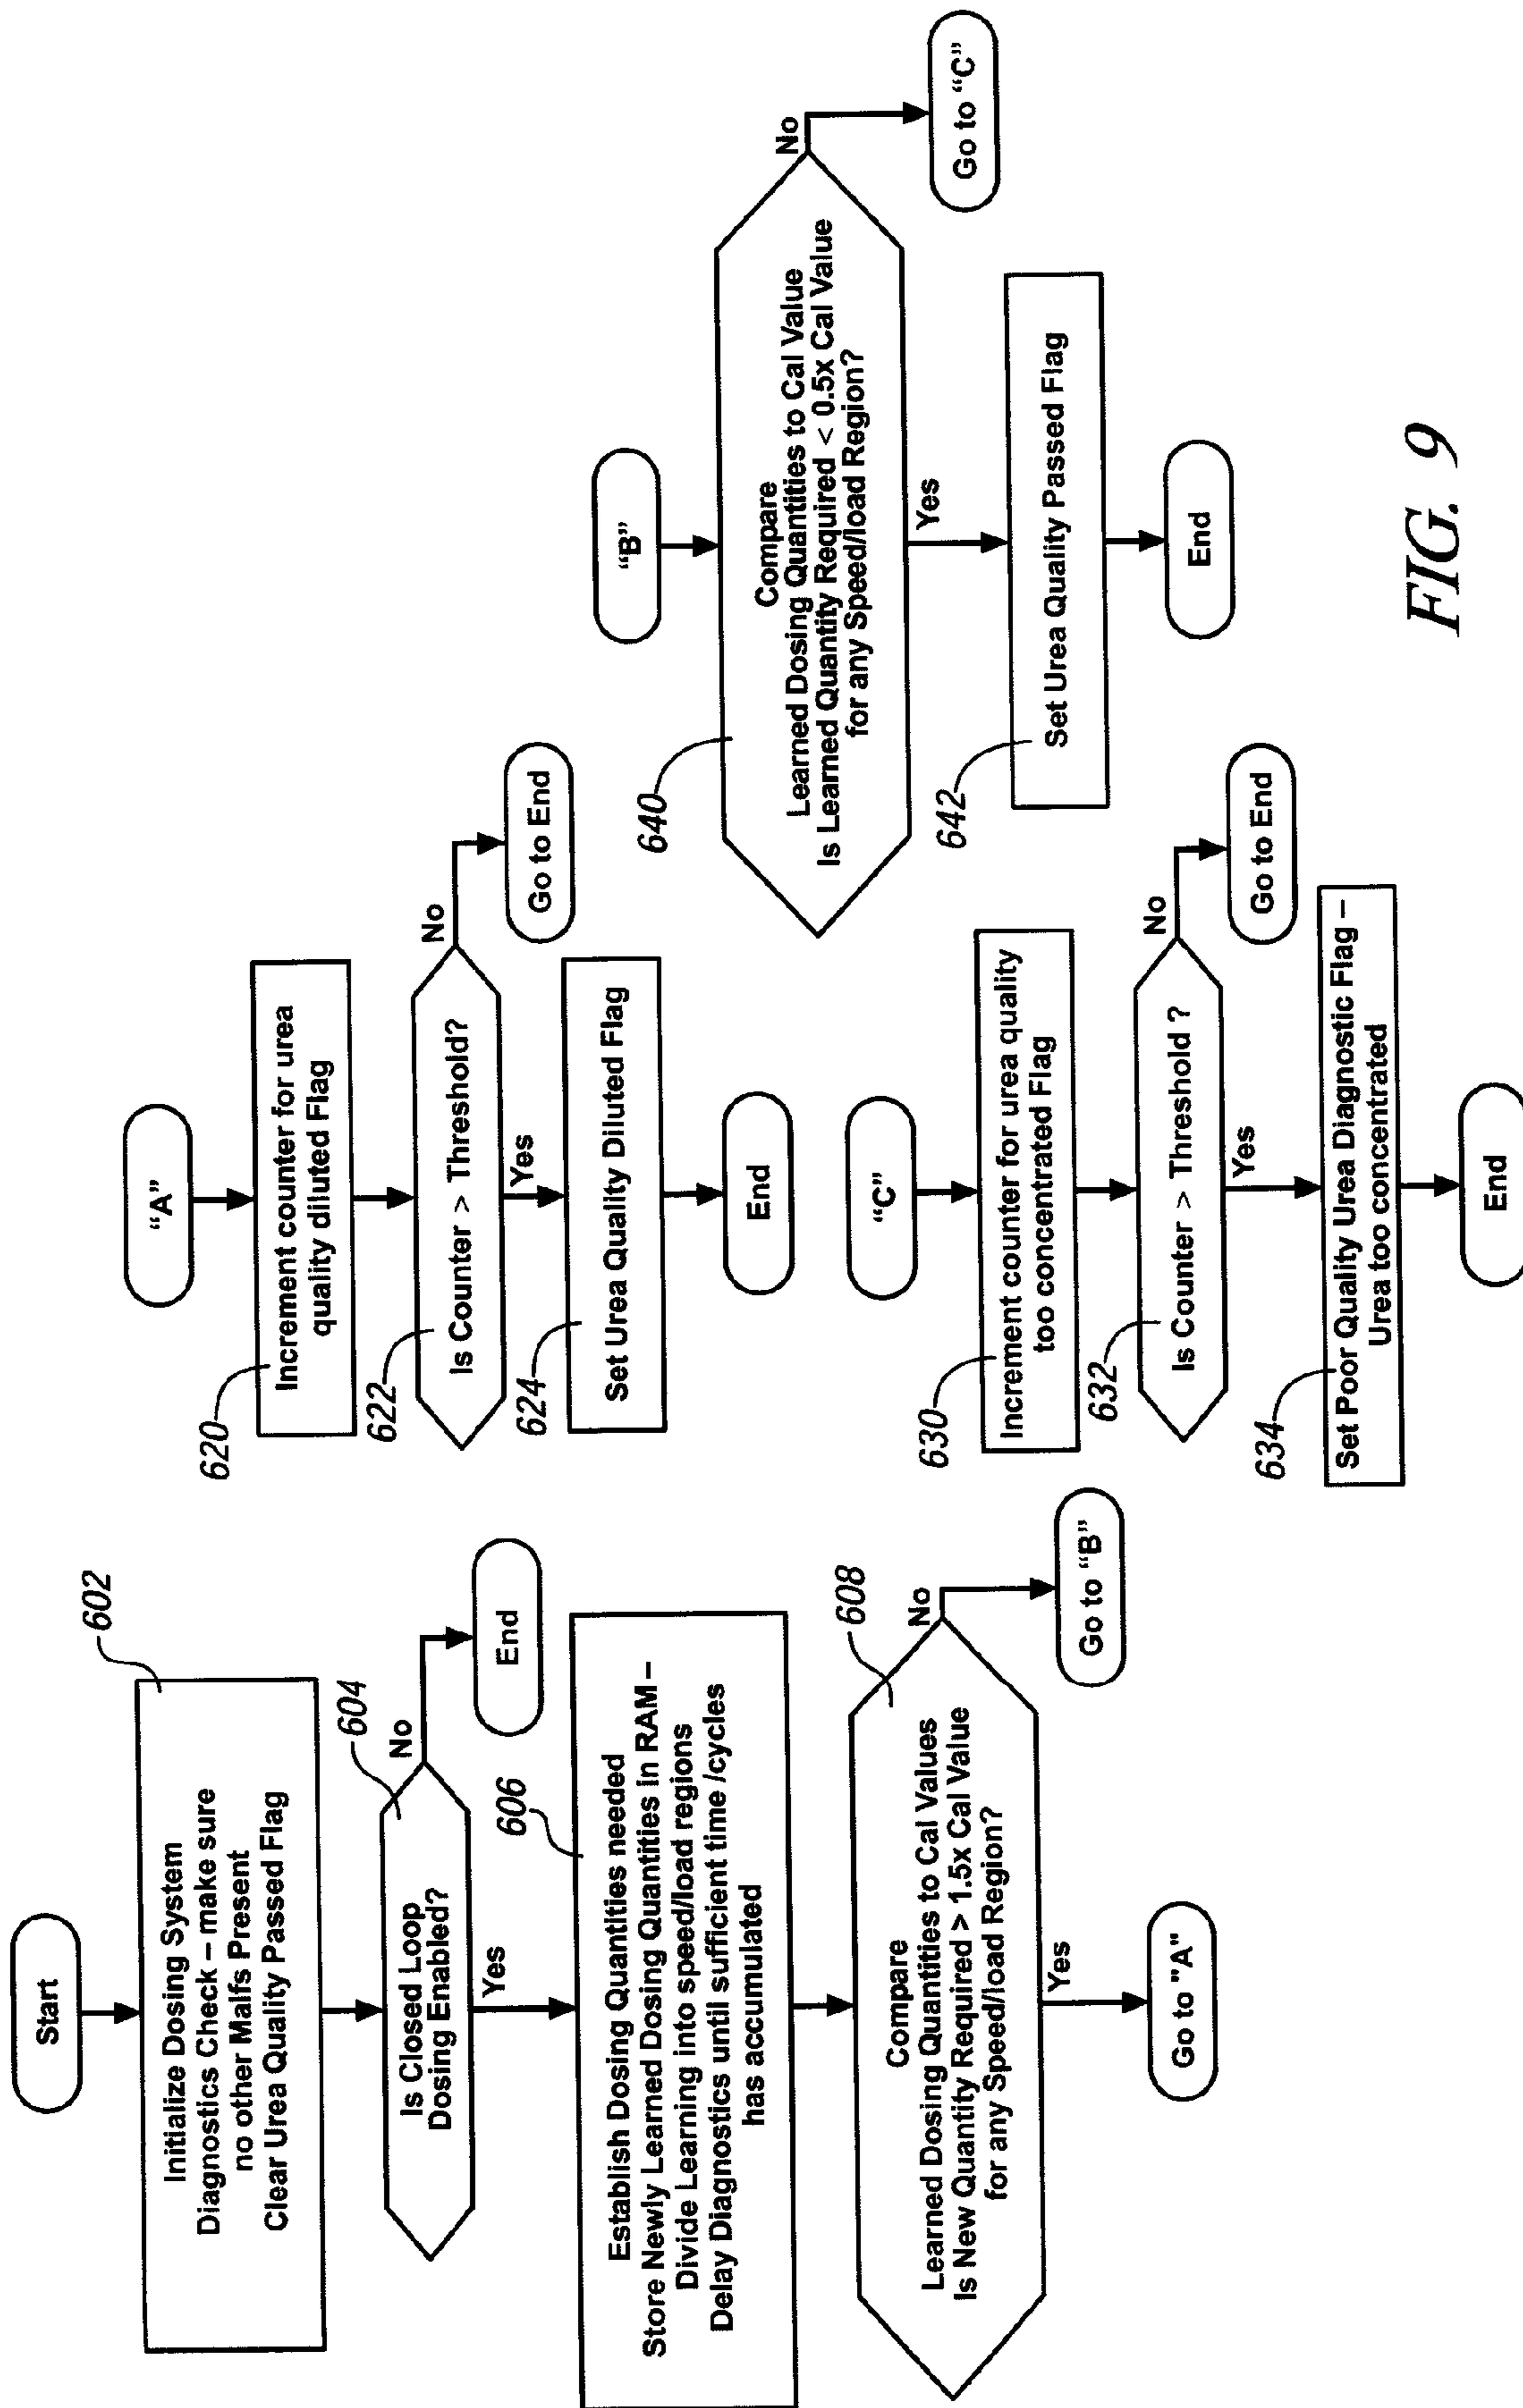 Start
602
Initialize Dosing System
Diagnostics Check – make sure
no other Malfs Present
Clear Urea Quality Passed Flag
604
Is Closed Loop
Dosing Enabled?
No
End
Yes
606
Establish Dosing Quantities needed
Store Newly Learned Dosing Quantities in RAM –
Divide Learning into speed/load regions
Delay Diagnostics until sufficient time /cycles
has accumulated
608
Compare
Learned Dosing Quantities to Cal Values
Is New Quantity Required > 1.5x Cal Value
for any Speed/load Region?
No
Go to “B”
Yes
Go to "A"
“A”
620
Increment counter for urea
quality diluted Flag
622
Is Counter > Threshold?
No
Go to End
Yes
624
Set Urea Quality Diluted Flag
End
“C”
630
Increment counter for urea quality
too concentrated Flag
632
Is Counter > Threshold ?
No
Go to End
Yes
634
Set Poor Quality Urea Diagnostic Flag –
Urea too concentrated
End
“B”
640
Compare
Learned Dosing Quantities to Cal Value
Is Learned Quantity Required < 0.5x Cal Value
for any Speed/load Region?
No
Go to “C”
Yes
642
Set Urea Quality Passed Flag
End
FIG. 9